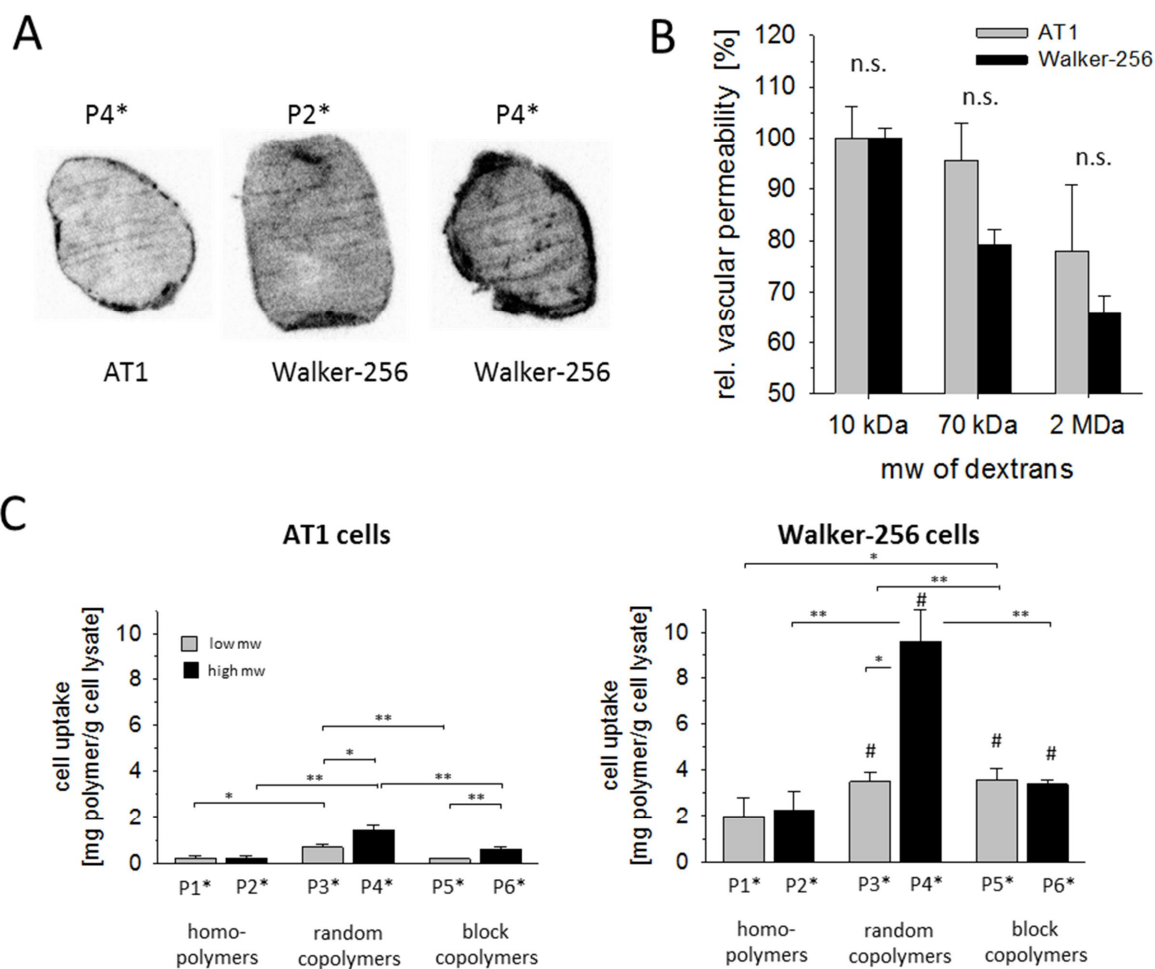 A
P4* P2* P4*
AT1 Walker-256 Walker-256
B
AT1
Walker-256
rel. vascular permeability [%]
120
110
100
90
80
70
60
50
n.s.
n.s.
n.s.
10 kDa 70 kDa 2 MDa
mw of dextrans
C
AT1 cells
cell uptake
[mg polymer/g cell lysate]
10
8
6
4
2
0
low mw
high mw
**
*
** **
* **
P1* P2* P3* P4* P5* P6*
homo- random block
polymers copolymers copolymers
Walker-256 cells
cell uptake
[mg polymer/g cell lysate]
10
8
6
4
2
0
*
**
#
** **
*
# # #
P1* P2* P3* P4* P5* P6*
homo- random block
polymers copolymers copolymers